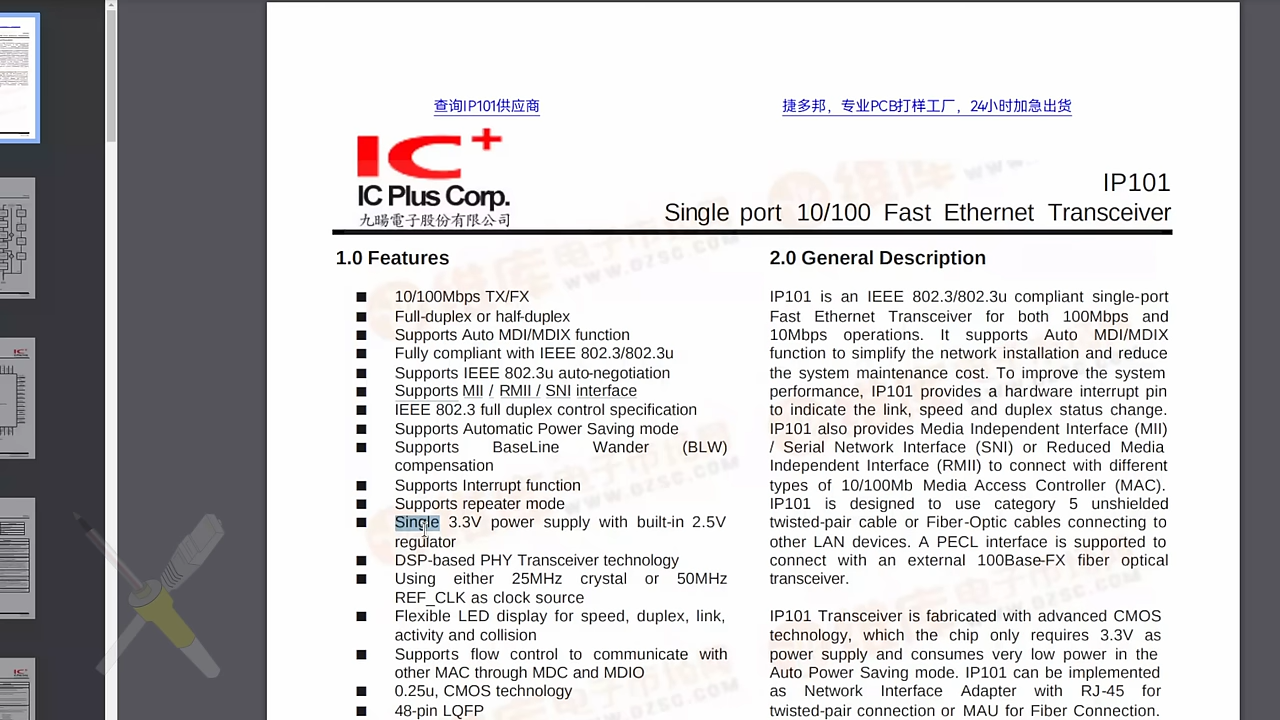 查询IP101供应商
捷多邦，专业PCB打样工厂，24小时加急出货
IC+
IC Plus Corp.
九暘電子股份有限公司
IP101
Single port 10/100 Fast Ethernet Transceiver
1.0 Features
■ 10/100Mbps TX/FX
■ Full-duplex or half-duplex
■ Supports Auto MDI/MDIX function
■ Fully compliant with IEEE 802.3/802.3u
■ Supports IEEE 802.3u auto-negotiation
■ Supports MII / RMII / SNI interface
■ IEEE 802.3 full duplex control specification
■ Supports Automatic Power Saving mode
■ Supports BaseLine Wander (BLW)
compensation
■ Supports Interrupt function
■ Supports repeater mode
■ Single 3.3V power supply with built-in 2.5V
regulator
■ DSP-based PHY Transceiver technology
■ Using either 25MHz crystal or 50MHz
REF_CLK as clock source
■ Flexible LED display for speed, duplex, link,
activity and collision
■ Supports flow control to communicate with
other MAC through MDC and MDIO
■ 0.25u, CMOS technology
■ 48-pin LQFP
2.0 General Description
IP101 is an IEEE 802.3/802.3u compliant single-port
Fast Ethernet Transceiver for both 100Mbps and
10Mbps operations. It supports Auto MDI/MDIX
function to simplify the network installation and reduce
the system maintenance cost. To improve the system
performance, IP101 provides a hardware interrupt pin
to indicate the link, speed and duplex status change.
IP101 also provides Media Independent Interface (MII)
/ Serial Network Interface (SNI) or Reduced Media
Independent Interface (RMII) to connect with different
types of 10/100Mb Media Access Controller (MAC).
IP101 is designed to use category 5 unshielded
twisted-pair cable or Fiber-Optic cables connecting to
other LAN devices. A PECL interface is supported to
connect with an external 100Base-FX fiber optical
transceiver.
IP101 Transceiver is fabricated with advanced CMOS
technology, which the chip only requires 3.3V as
power supply and consumes very low power in the
Auto Power Saving mode. IP101 can be implemented
as Network Interface Adapter with RJ-45 for
twisted-pair connection or MAU for Fiber Connection.